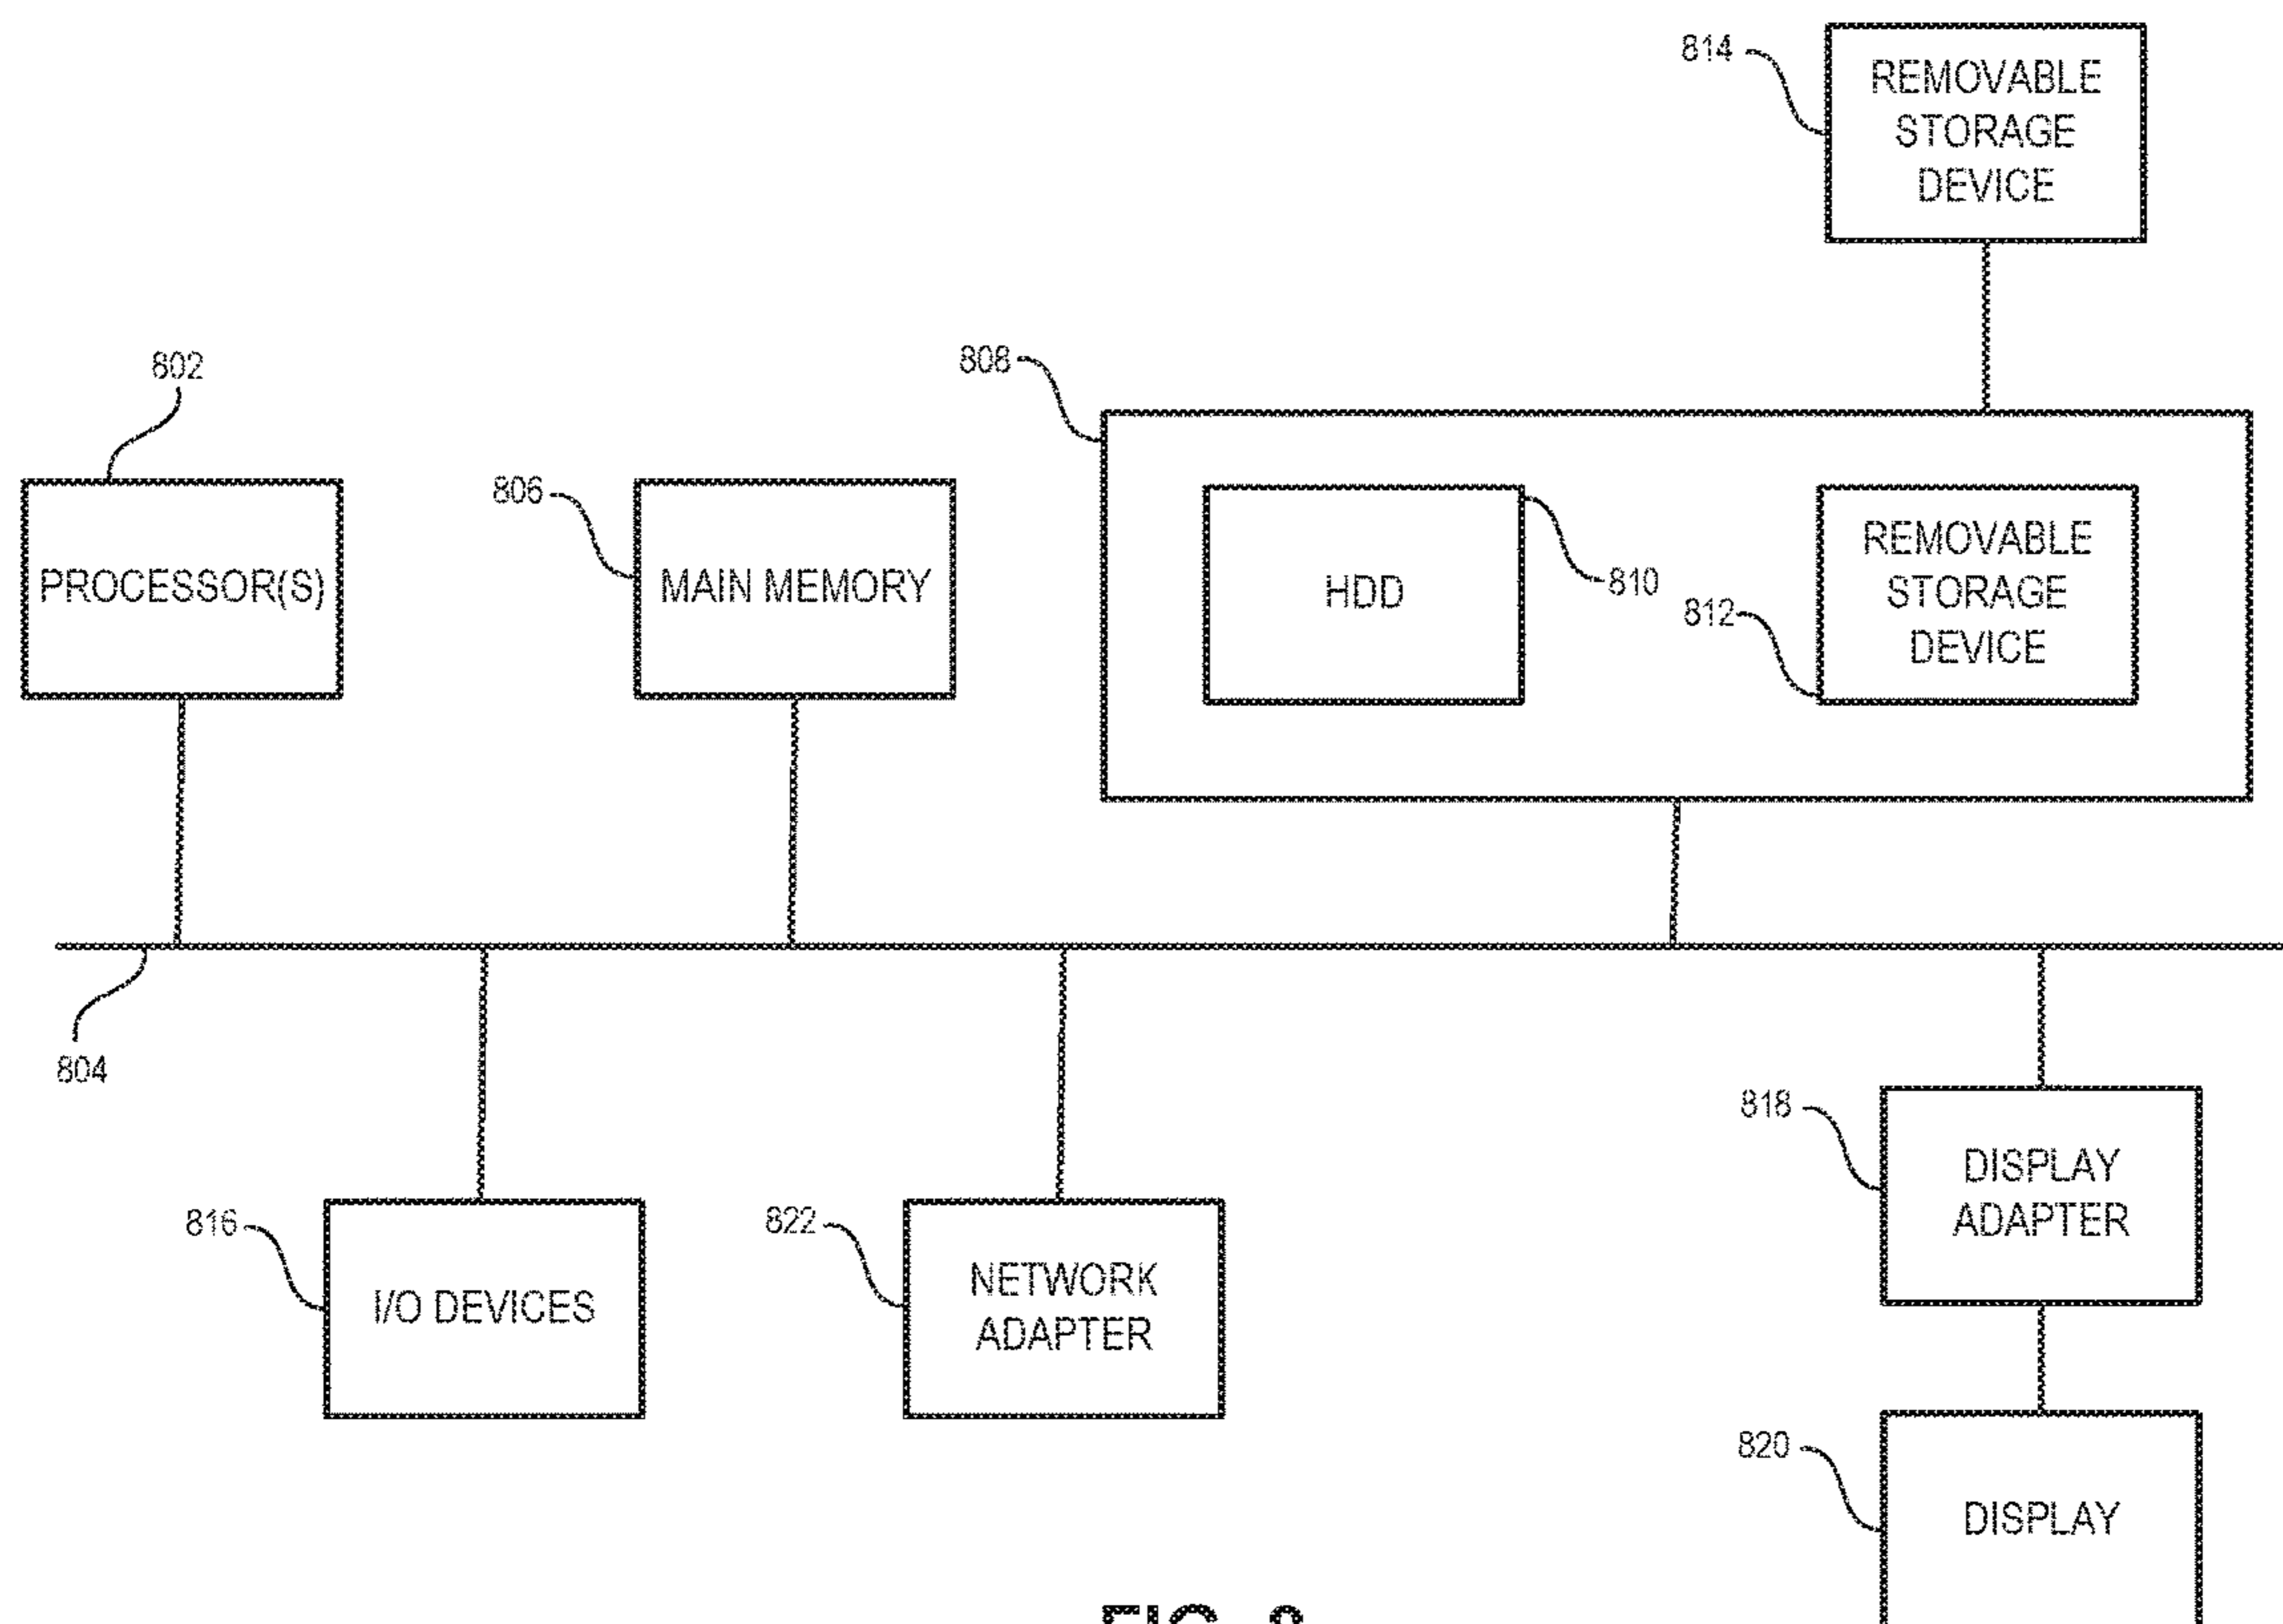 814
REMOVABLE
STORAGE
DEVICE
802
808
806
PROCESSOR(S)
MAIN MEMORY
HDD
810
812
REMOVABLE
STORAGE
DEVICE
804
818
DISPLAY
ADAPTER
816
I/O DEVICES
822
NETWORK
ADAPTER
820
DISPLAY